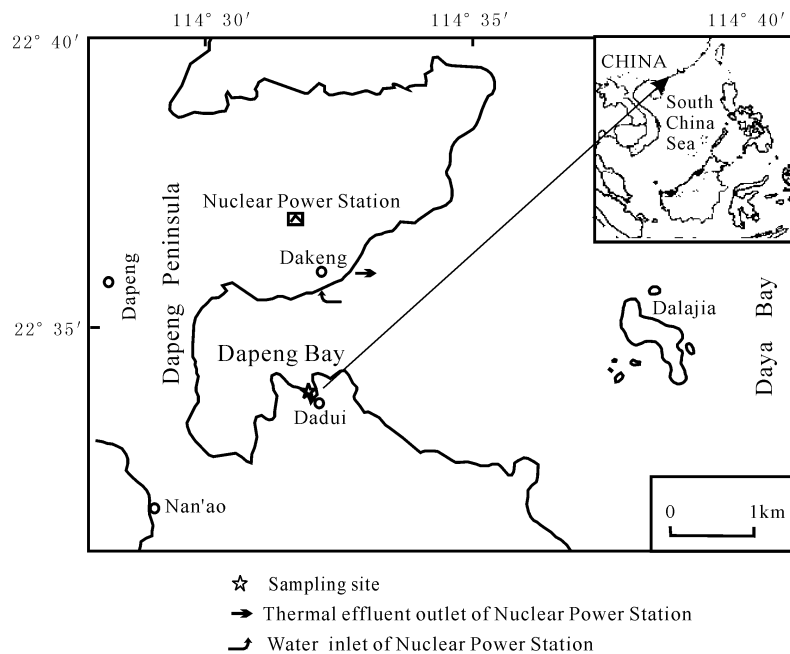 114° 30′
114° 35′
114° 40′
22° 40′
CHINA
South
China
Sea
Nuclear Power Station
Dakeng
Dapeng
Dapeng Peninsula
Dalajia
Daya Bay
22° 35′
Dapeng Bay
Dadui
Nan'ao
0 1km
Sampling site
Thermal effluent outlet of Nuclear Power Station
Water inlet of Nuclear Power Station